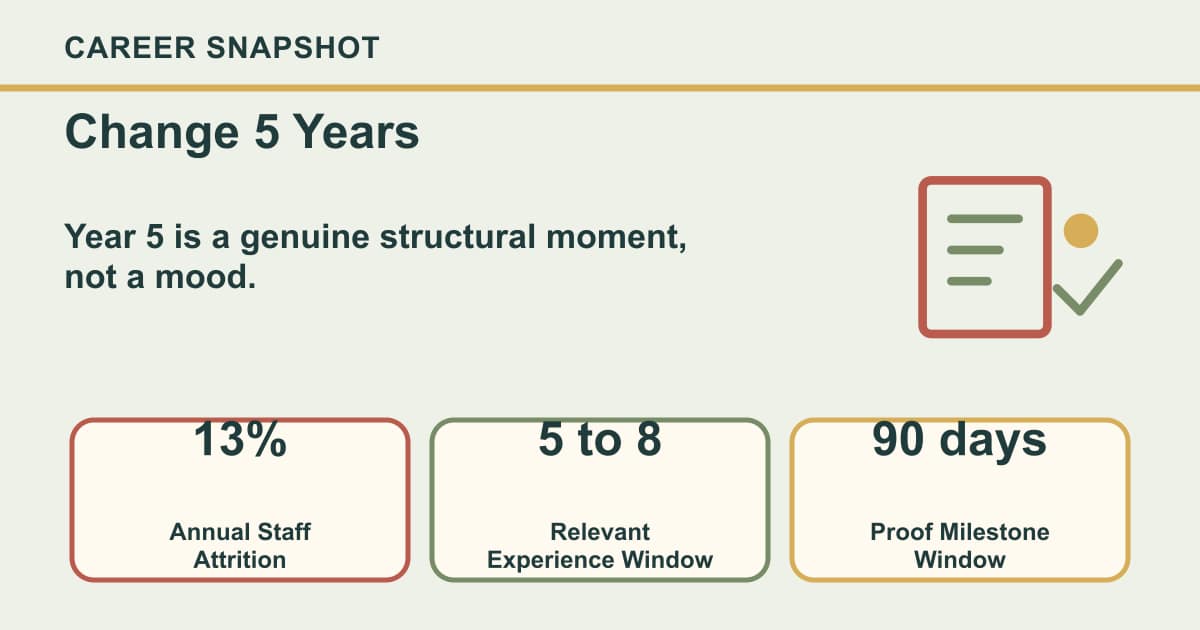 CAREER SNAPSHOT
Change 5 Years
Year 5 is a genuine structural moment,
not a mood.
13%
Annual Staff
Attrition
5 to 8
Relevant
Experience Window
90 days
Proof Milestone
Window